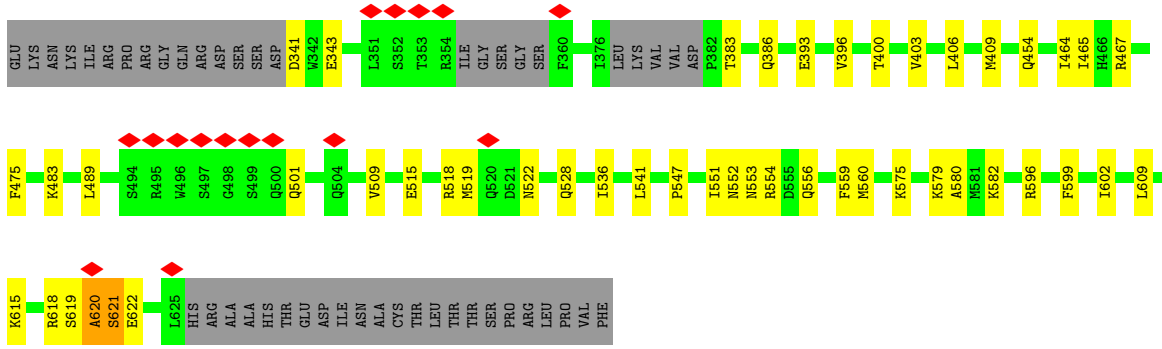 GLU LYS ASN LYS ILE ARG PRO ARG GLY GLN ARG ASP SER SER ASP D341 W342 E343 L351 S352 T353 R354 ILE GLY SER GLY SER F360 I376 LEU LYS VAL VAL ASP P382 T383 Q386 E393 V396 T400 V403 L406 M409 Q454 I464 I465 H466 R467
F475 K483 L489 S494 R495 W496 S497 G498 S499 Q500 Q501 Q504 V509 E515 R518 M519 Q520 D521 N522 Q528 I536 L541 P547 I551 N552 N553 R554 D555 Q556 F559 M560 K575 K579 A580 M581 K582 R596 F599 I602 L609
K615 R618 S619 A620 S621 E622 L625 HIS ARG ALA ALA HIS THR GLU ASP ILE ASN ALA CYS THR LEU THR THR SER PRO ARG LEU PRO VAL PHE